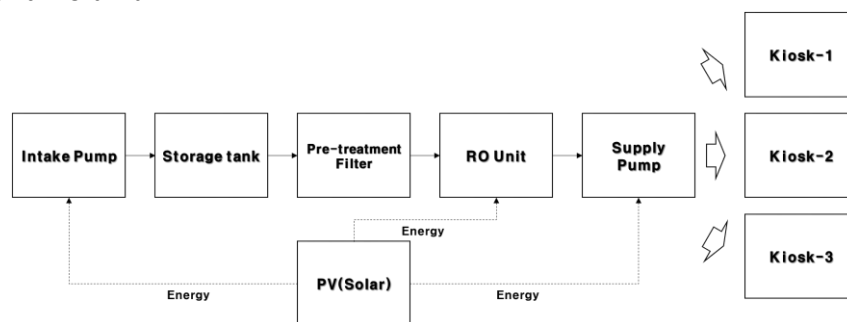 Kiosk-1
Intake Pump
Storage tank
Pre-treatment
Filter
RO Unit
Supply
Pump
Kiosk-2
Energy
Kiosk-3
PV(Solar)
Energy
Energy